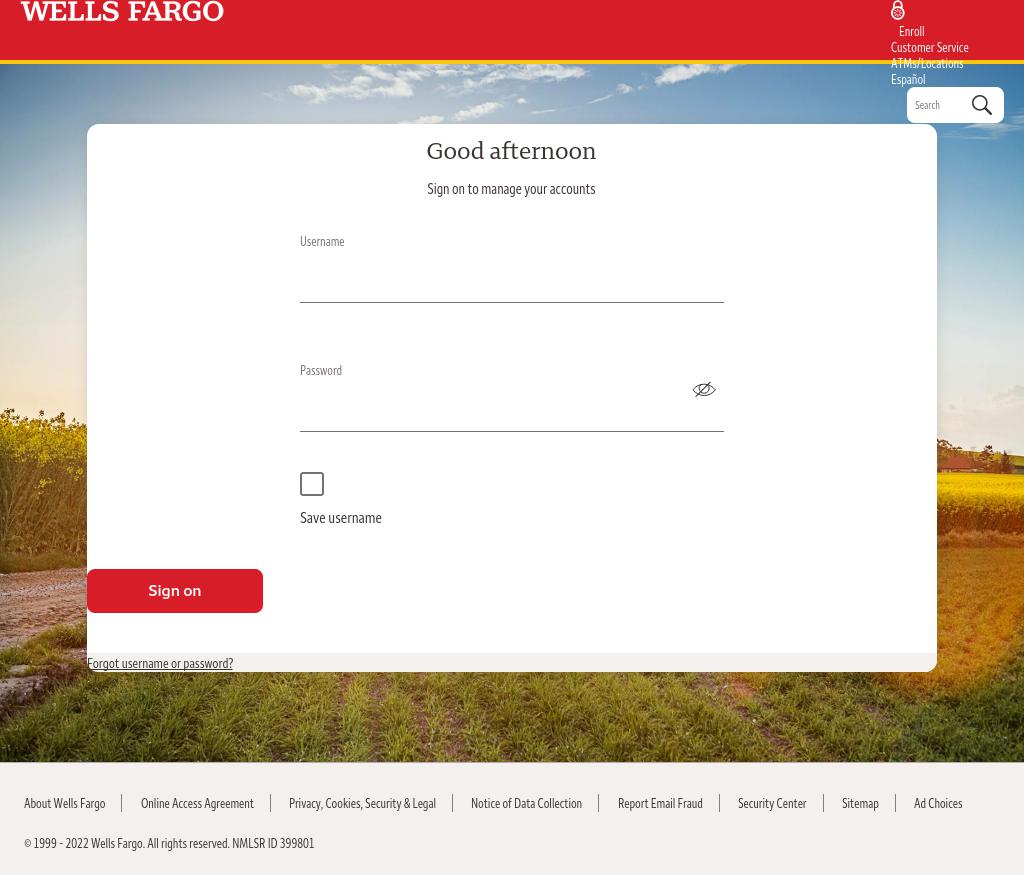 WELLS FARGO
Enroll
Customer Service
ATMs/Locations
Español
Search
Good afternoon
Sign on to manage your accounts
Username
Password
Save username
Sign on
Forgot username or password?
About Wells Fargo
Online Access Agreement
Privacy, Cookies, Security & Legal
Notice of Data Collection
Report Email Fraud
Security Center
Sitemap
Ad Choices
© 1999 - 2022 Wells Fargo. All rights reserved. NMLSR ID 399801